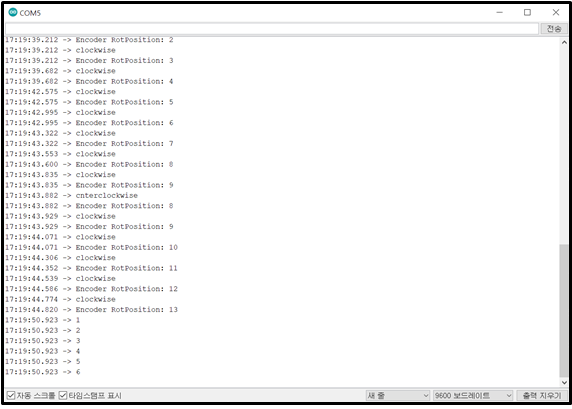 COM5
전송
17:19:39.212 -> Encoder RotPosition: 2
17:19:39.212 -> clockwise
17:19:39.212 -> Encoder RotPosition: 3
17:19:39.682 -> clockwise
17:19:39.682 -> Encoder RotPosition: 4
17:19:42.575 -> clockwise
17:19:42.575 -> Encoder RotPosition: 5
17:19:42.995 -> clockwise
17:19:42.995 -> Encoder RotPosition: 6
17:19:43.322 -> clockwise
17:19:43.322 -> Encoder RotPosition: 7
17:19:43.553 -> clockwise
17:19:43.600 -> Encoder RotPosition: 8
17:19:43.835 -> clockwise
17:19:43.835 -> Encoder RotPosition: 9
17:19:43.882 -> cnterclockwise
17:19:43.882 -> Encoder RotPosition: 8
17:19:43.929 -> clockwise
17:19:43.929 -> Encoder RotPosition: 9
17:19:44.071 -> clockwise
17:19:44.071 -> Encoder RotPosition: 10
17:19:44.306 -> clockwise
17:19:44.352 -> Encoder RotPosition: 11
17:19:44.539 -> clockwise
17:19:44.586 -> Encoder RotPosition: 12
17:19:44.774 -> clockwise
17:19:44.820 -> Encoder RotPosition: 13
17:19:50.923 -> 1
17:19:50.923 -> 2
17:19:50.923 -> 3
17:19:50.923 -> 4
17:19:50.923 -> 5
17:19:50.923 -> 6
자동 스크롤 타임스탬프 표시 새 줄 9600 보드레이트 출력 지우기